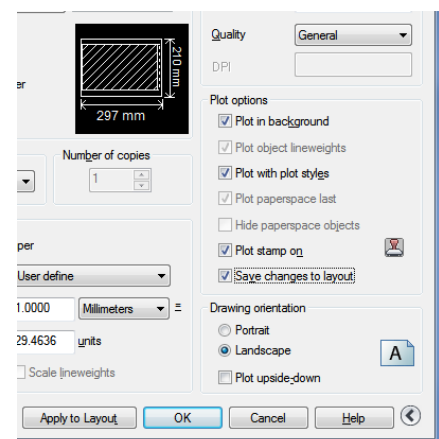 Quality
General
DPI
210 mm
er
297 mm
Plot options
Plot in background
Number of copies
Plot object lineweights
1
Plot with plot styles
Plot paperspace last
Hide paperspace objects
per
Plot stamp on
User define
Save changes to layout
1.0000
Millimeters
=
Drawing orientation
Portrait
29.4636
units
Landscape
A
Scale lineweights
Plot upside-down
Apply to Layout
OK
Cancel
Help